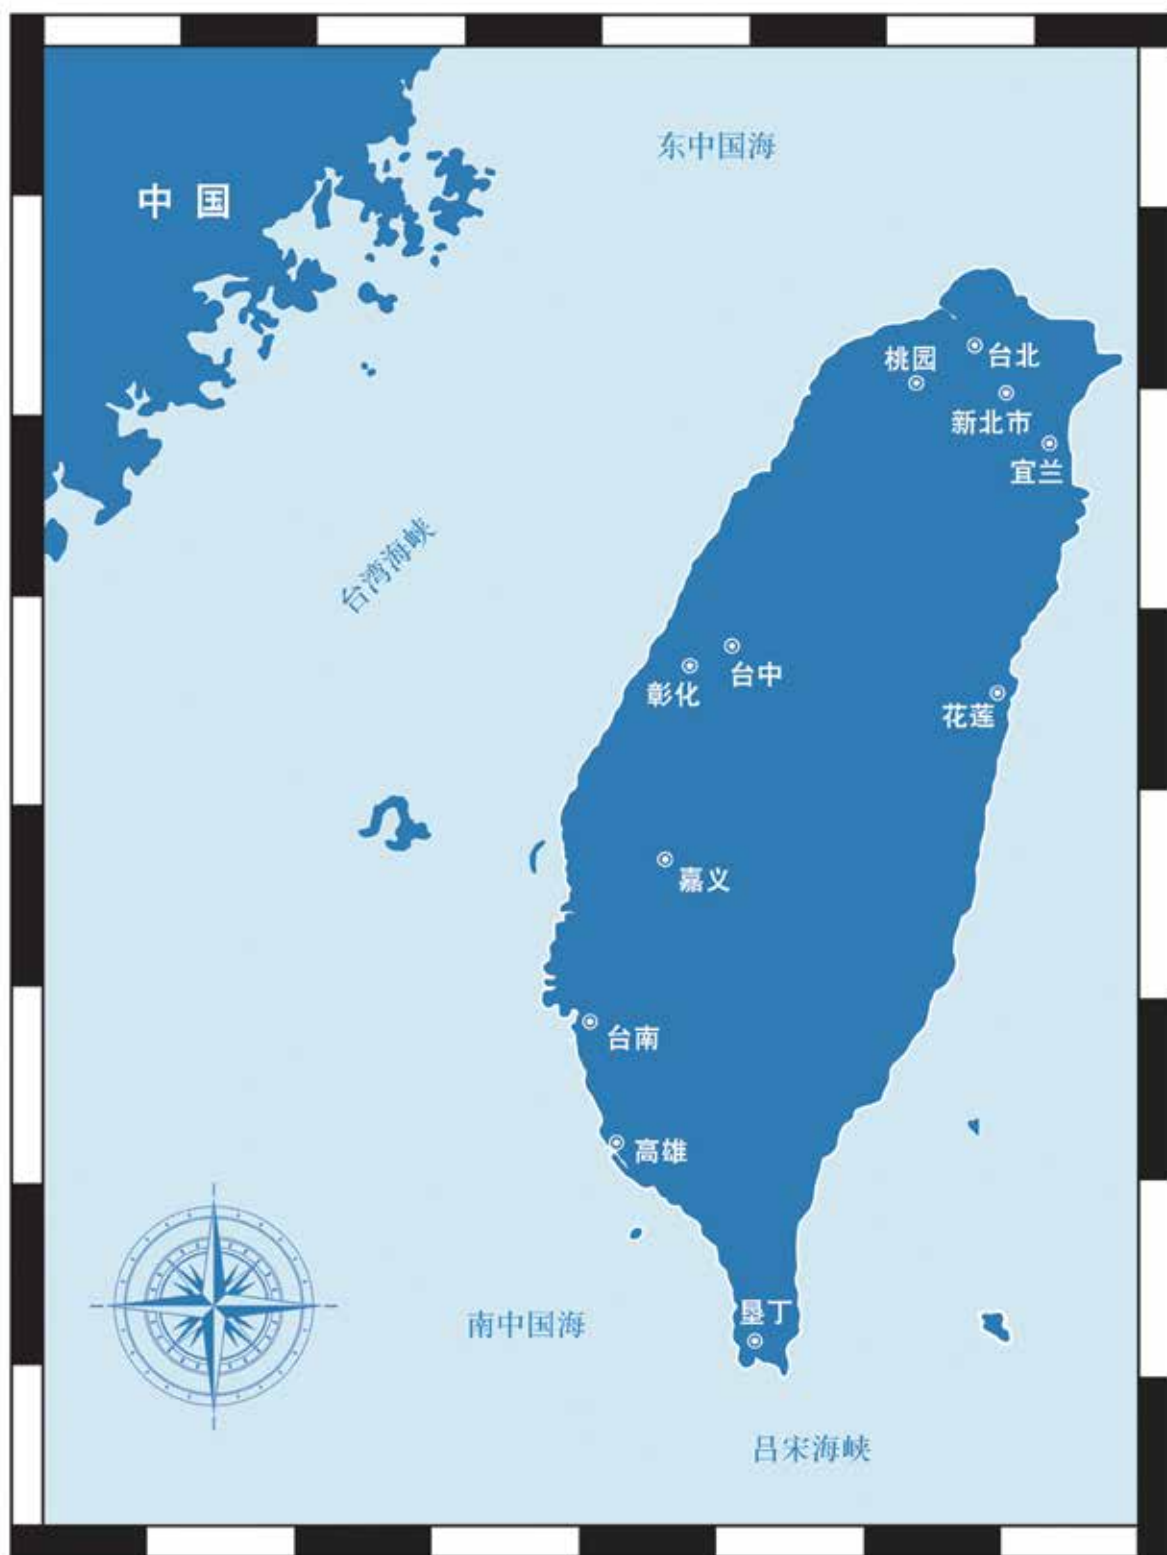 东中国海
中国
台北
桃园
新北市
宜兰
台湾海峡
台中
彰化
花莲
嘉义
台南
高雄
垦丁
南中国海
吕宋海峡